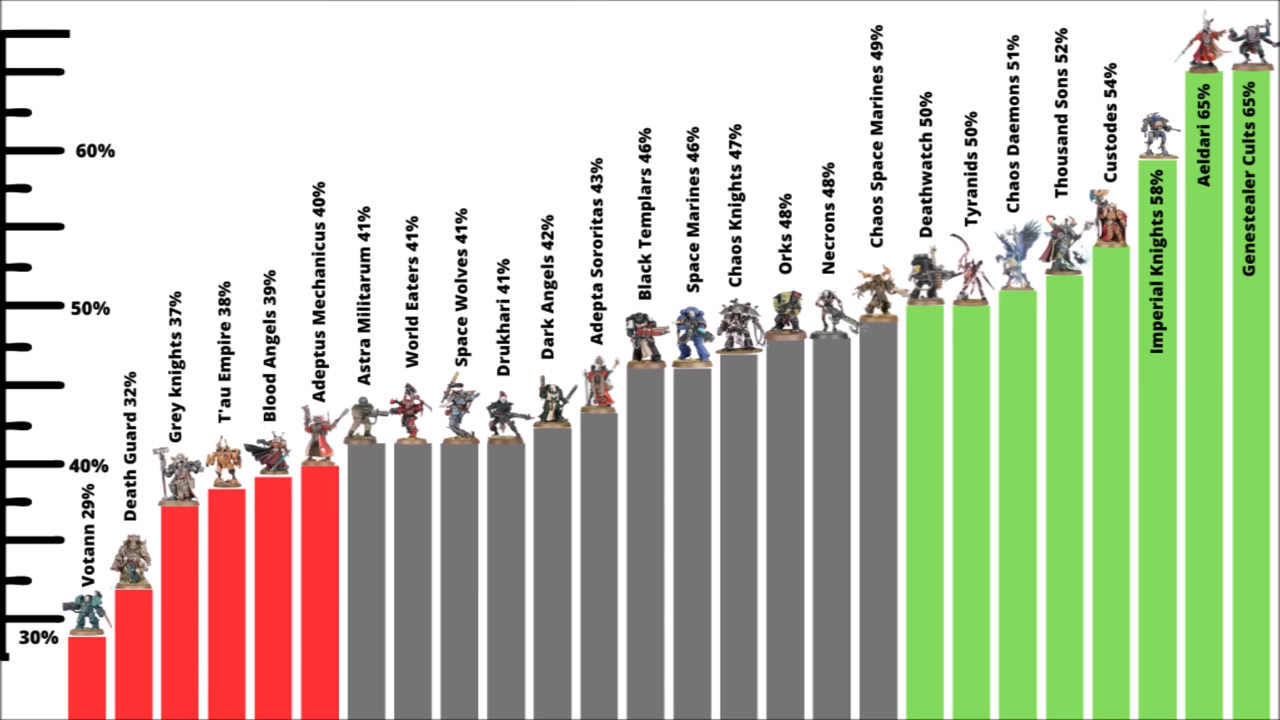 60%
50%
40%
30%
Votann 29%
Death Guard 32%
Grey knights 37%
T'au Empire 38%
Blood Angels 39%
Adeptus Mechanicus 40%
Astra Militarum 41%
World Eaters 41%
Space Wolves 41%
Drukhari 41%
Dark Angels 42%
Adepta Sororitas 43%
Black Templars 46%
Space Marines 46%
Chaos Knights 47%
Orks 48%
Necrons 48%
Chaos Space Marines 49%
Deathwatch 50%
Tyranids 50%
Chaos Daemons 51%
Thousand Sons 52%
Custodes 54%
Imperial Knights 58%
Aeldari 65%
Genestealer Cults 65%